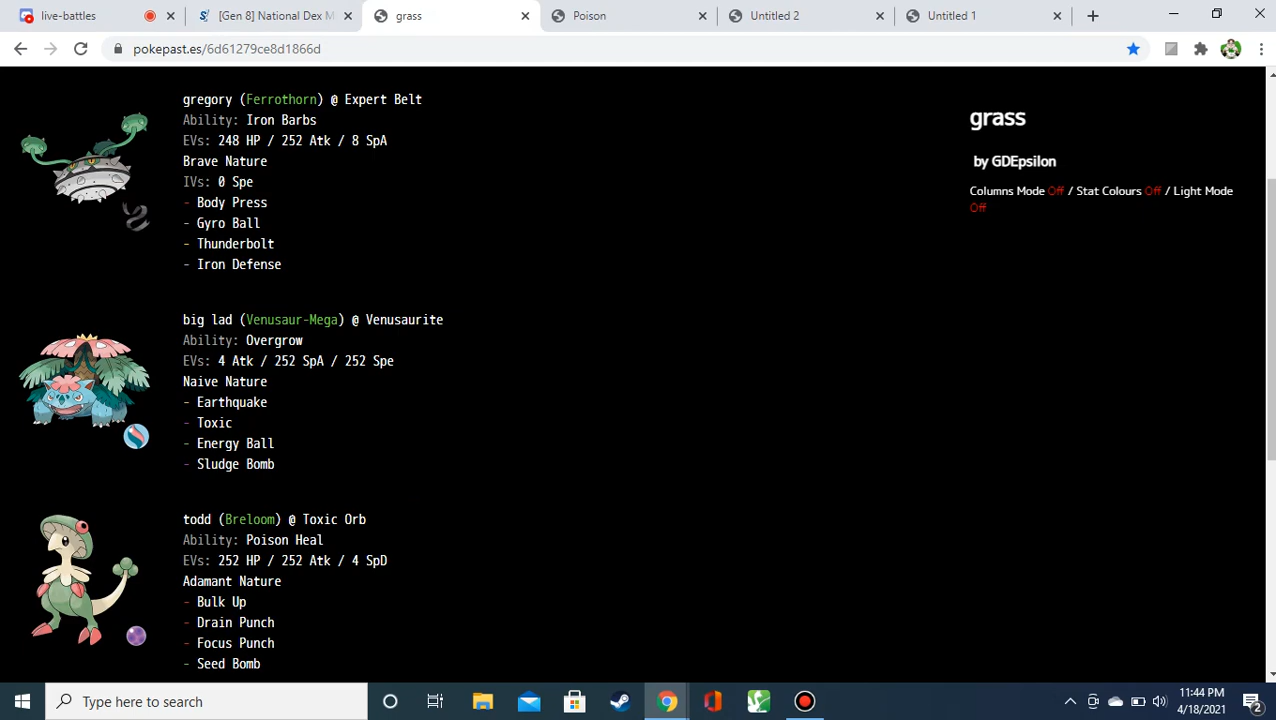 live-battles
[Gen 8] National Dex M
grass
Poison
Untitled 2
Untitled 1
pokepast.es/6d61279ce8d1866d
gregory (Ferrothorn) @ Expert Belt
Ability: Iron Barbs
EVs: 248 HP / 252 Atk / 8 SpA
Brave Nature
IVs: 0 Spe
- Body Press
- Gyro Ball
- Thunderbolt
- Iron Defense
big lad (Venusaur-Mega) @ Venusaurite
Ability: Overgrow
EVs: 4 Atk / 252 SpA / 252 Spe
Naive Nature
- Earthquake
- Toxic
- Energy Ball
- Sludge Bomb
todd (Breloom) @ Toxic Orb
Ability: Poison Heal
EVs: 252 HP / 252 Atk / 4 SpD
Adamant Nature
- Bulk Up
- Drain Punch
- Focus Punch
- Seed Bomb
grass
by GDEpsilon
Columns Mode Off / Stat Colours Off / Light Mode
Off
Type here to search
11:44 PM
4/18/2021
2